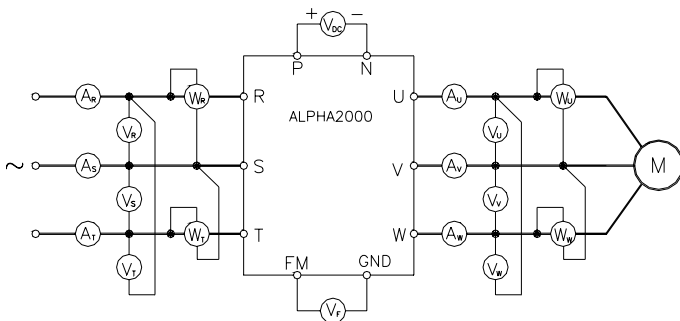 + V_DC −
P N
A_R W_R R U A_U W_U
ALPHA2000
V_R V_U
~ A_S S V A_V M
V_S V_V
A_T W_T T W A_W W_W
V_T FM GND V_W
V_F